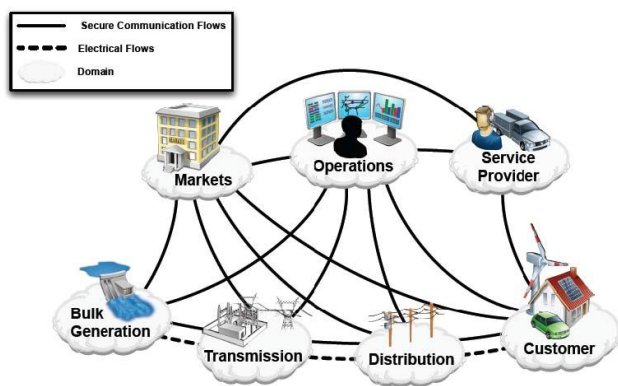 Secure Communication Flows
Electrical Flows
Domain
Markets
Operations
Service
Provider
Bulk
Generation
Transmission
Distribution
Customer